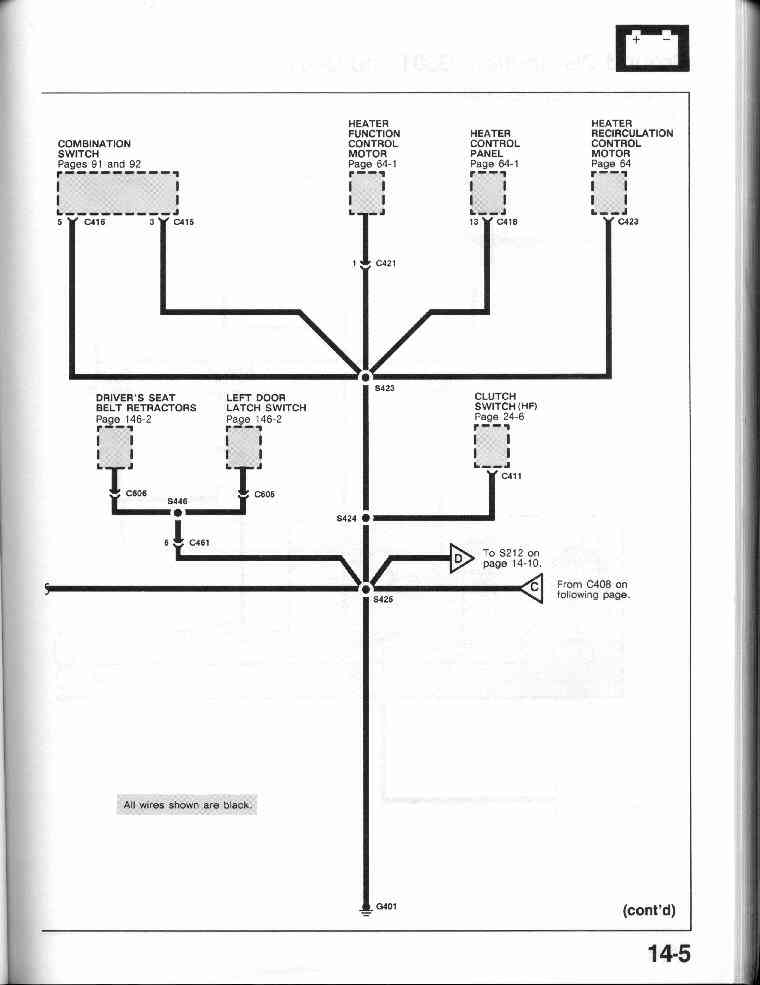 + -
COMBINATION
SWITCH
Pages 91 and 92
HEATER
FUNCTION
CONTROL
MOTOR
Page 64-1
HEATER
CONTROL
PANEL
Page 64-1
HEATER
RECIRCULATION
CONTROL
MOTOR
Page 64
5 C416
3 C415
13 C418
C423
1 C421
S423
DRIVER'S SEAT
BELT RETRACTORS
Page 146-2
LEFT DOOR
LATCH SWITCH
Page 146-2
CLUTCH
SWITCH (HF)
Page 24-6
C411
C606
C605
S446
S424
6 C461
D
To S212 on
page 14-10.
C
From C408 on
following page.
S425
All wires shown are black.
G401
(cont'd)
14-5